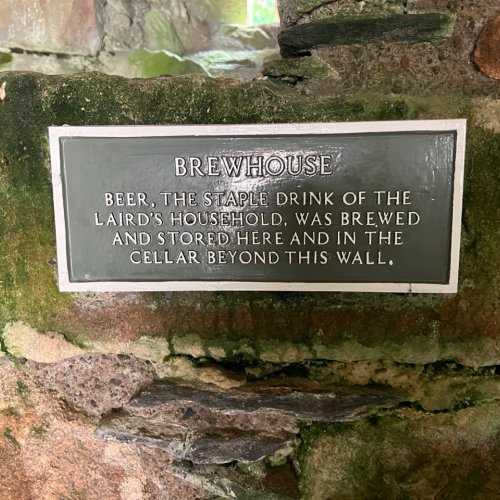 BREWHOUSE
BEER, THE STAPLE DRINK OF THE
LAIRD'S HOUSEHOLD, WAS BREWED
AND STORED HERE AND IN THE
CELLAR BEYOND THIS WALL.